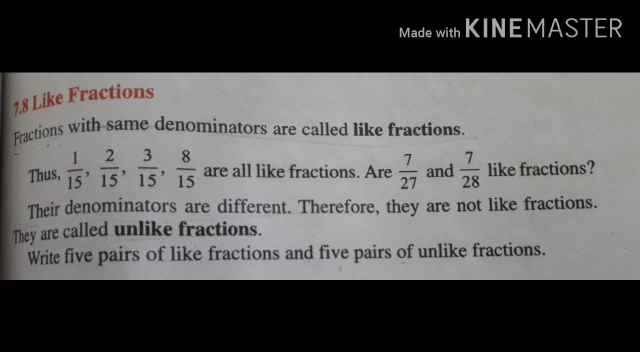 Made with KINEMASTER
7.8 Like Fractions
Fractions with same denominators are called like fractions.
Thus, 1/15, 2/15, 3/15, 8/15 are all like fractions. Are 7/27 and 7/28 like fractions?
Their denominators are different. Therefore, they are not like fractions.
They are called unlike fractions.
Write five pairs of like fractions and five pairs of unlike fractions.